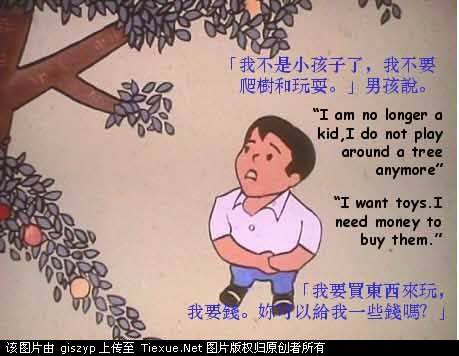 「我不是小孩子了，我不要
爬樹和玩耍。」男孩說。
“I am no longer a
kid,I do not play
around a tree
anymore”
“I want toys.I
need money to
buy them.”
「我要買東西來玩，
我要錢。妳可以給我一些錢嗎？」
该图片由 giszyp 上传至 Tiexue.Net 图片版权归原创者所有